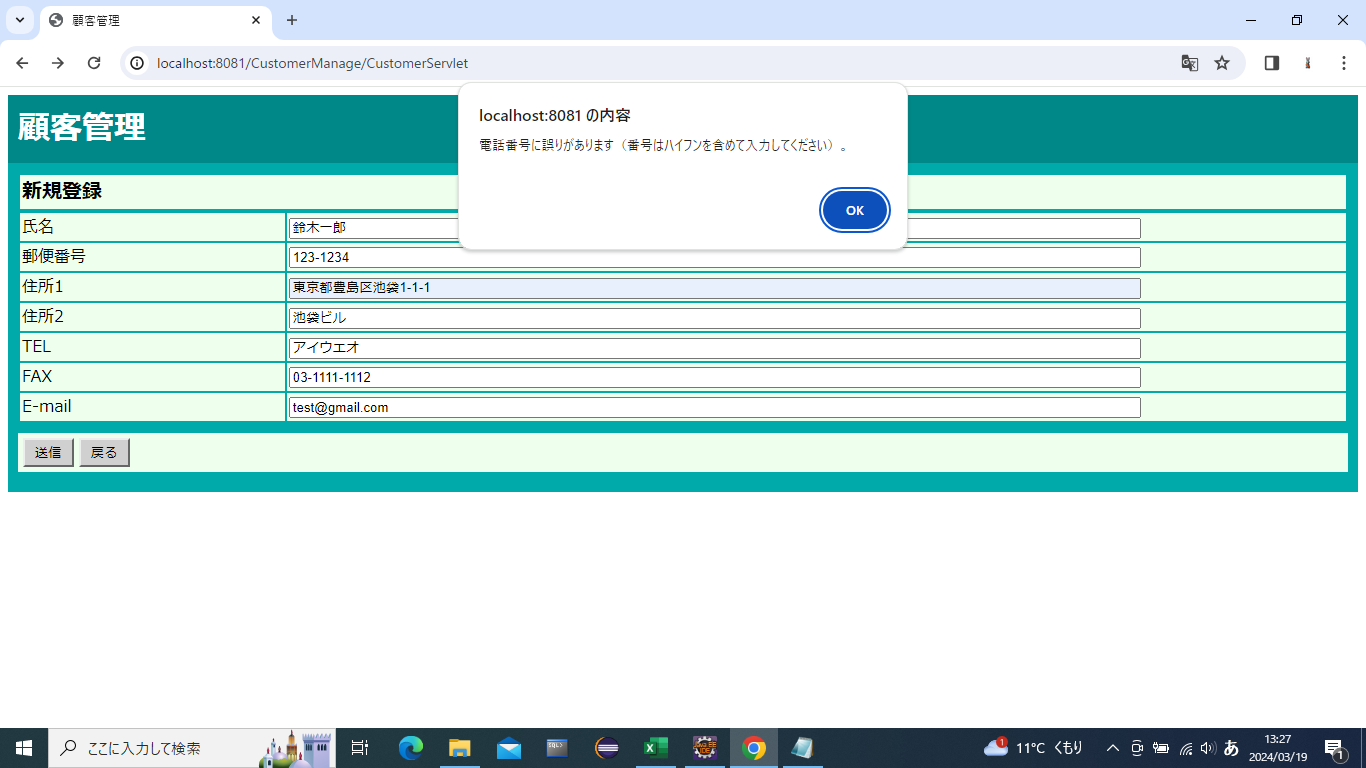 顧客管理
localhost:8081/CustomerManage/CustomerServlet
localhost:8081 の内容
電話番号に誤りがあります（番号はハイフンを含めて入力してください）。
OK
顧客管理
新規登録
氏名 鈴木一郎
郵便番号 123-1234
住所1 東京都豊島区池袋1-1-1
住所2 池袋ビル
TEL アイウエオ
FAX 03-1111-1112
E-mail test@gmail.com
送信 戻る
ここに入力して検索
11°C くもり
あ
13:27
2024/03/19
1
1